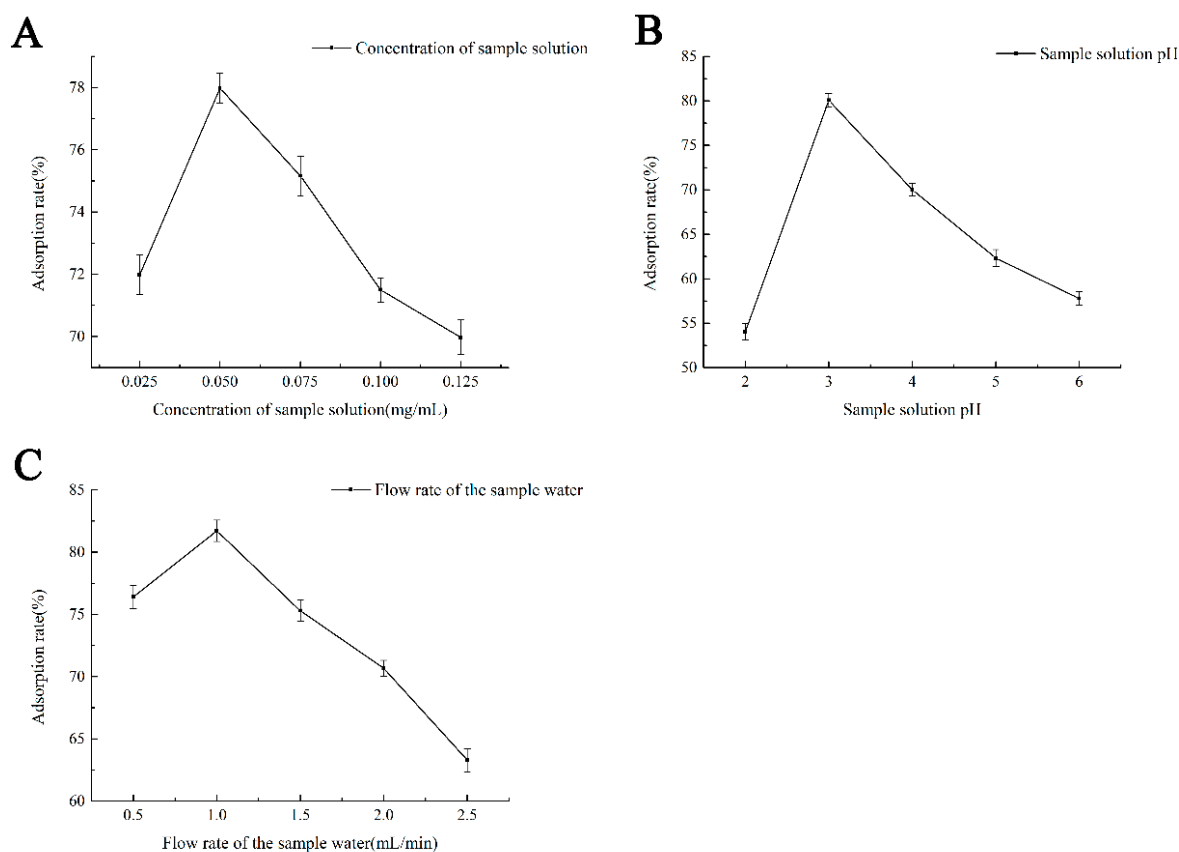 A
Concentration of sample solution
Adsorption rate(%)
78
76
74
72
70
0.025 0.050 0.075 0.100 0.125
Concentration of sample solution(mg/mL)
B
Sample solution pH
Adsorption rate(%)
85
80
75
70
65
60
55
50
2 3 4 5 6
Sample solution pH
C
Flow rate of the sample water
Adsorption rate(%)
85
80
75
70
65
60
0.5 1.0 1.5 2.0 2.5
Flow rate of the sample water(mL/min)